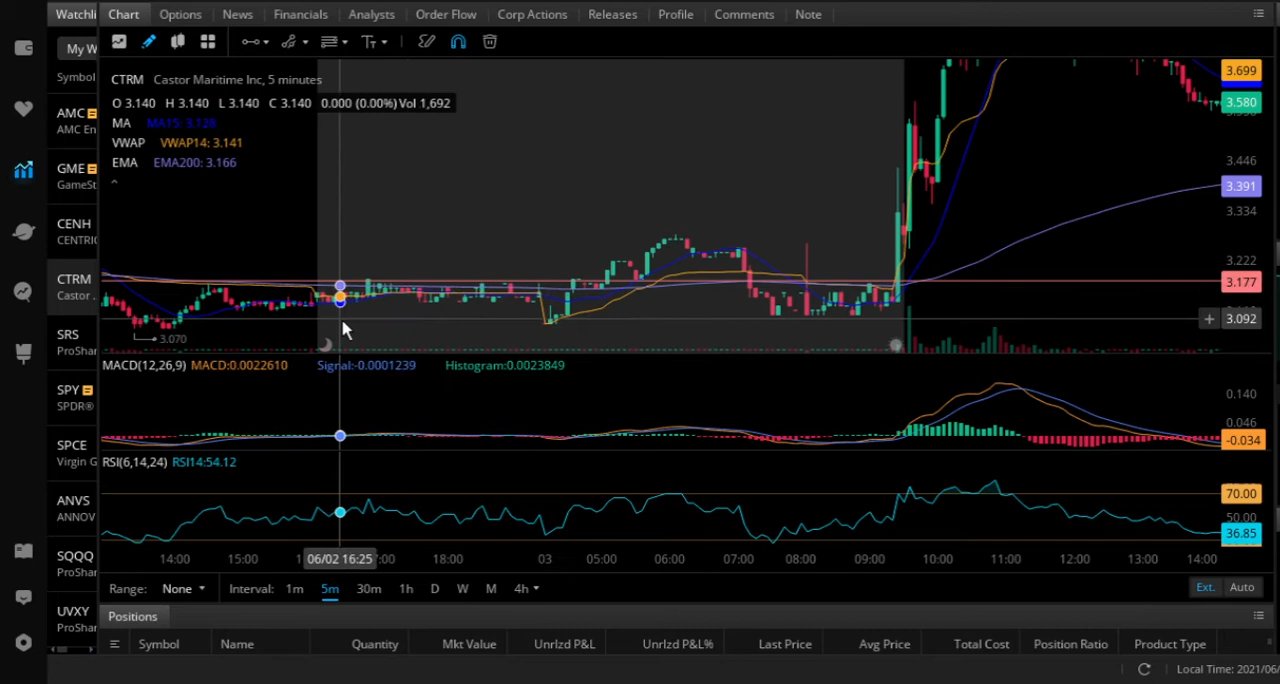 Watchli Chart Options News Financials Analysts Order Flow Corp Actions Releases Profile Comments Note
My W
Symbol
AMC
AMC En
GME
GameSt
CENH
CENTRIC
CTRM
Castor .
SRS
ProShar
SPY
SPDR®
SPCE
Virgin G
ANVS
ANNOV
SQQQ
ProShar
UVXY
ProShar
CTRM Castor Maritime Inc, 5 minutes
O 3.140 H 3.140 L 3.140 C 3.140 0.000 (0.00%) Vol 1,692
MA MA15: 3.128
VWAP VWAP14: 3.141
EMA EMA200: 3.166
3.070
3.699
3.580
3.446
3.391
3.334
3.222
3.177
3.092
MACD(12,26,9) MACD:0.0022610 Signal:-0.0001239 Histogram:0.0023849
0.140
0.046
-0.034
RSI(6,14,24) RSI14:54.12
70.00
50.00
36.85
14:00 15:00 1 06/02 16:25 :00 18:00 03 05:00 06:00 07:00 08:00 09:00 10:00 11:00 12:00 13:00 14:00
Range: None Interval: 1m 5m 30m 1h D W M 4h Ext. Auto
Positions
Symbol Name Quantity Mkt Value Unrlzd P&L Unrlzd P&L% Last Price Avg Price Total Cost Position Ratio Product Type
Local Time: 2021/06/